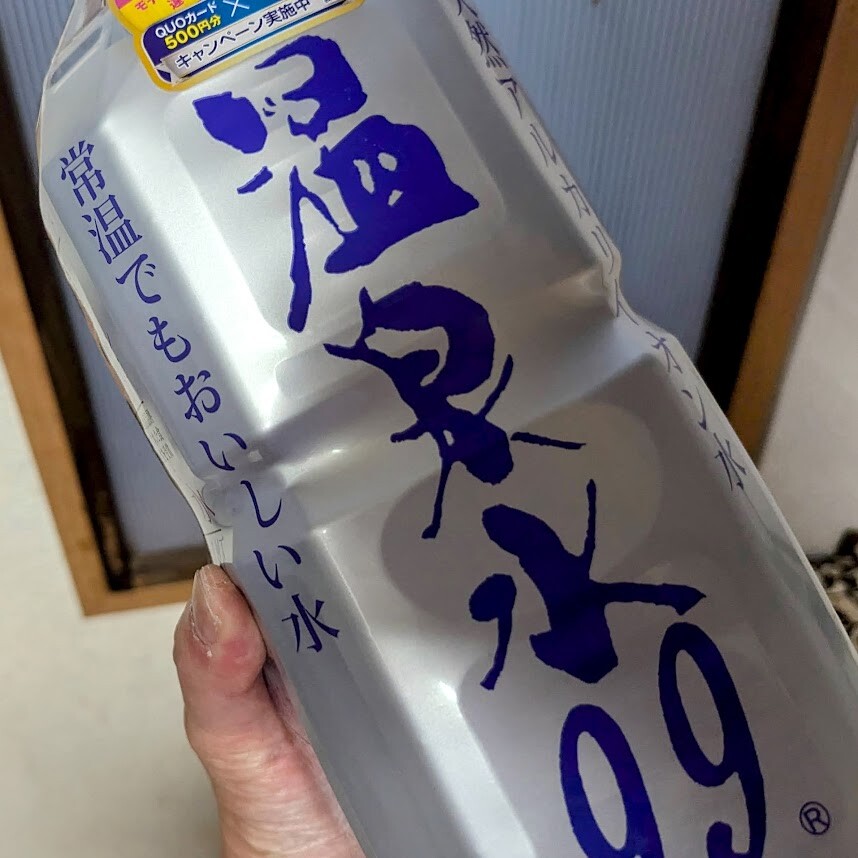 QUOカード
500円分
×
キャンペーン実施中
温泉水
99
®
常温でもおいしい水
天然アルカリイオン水